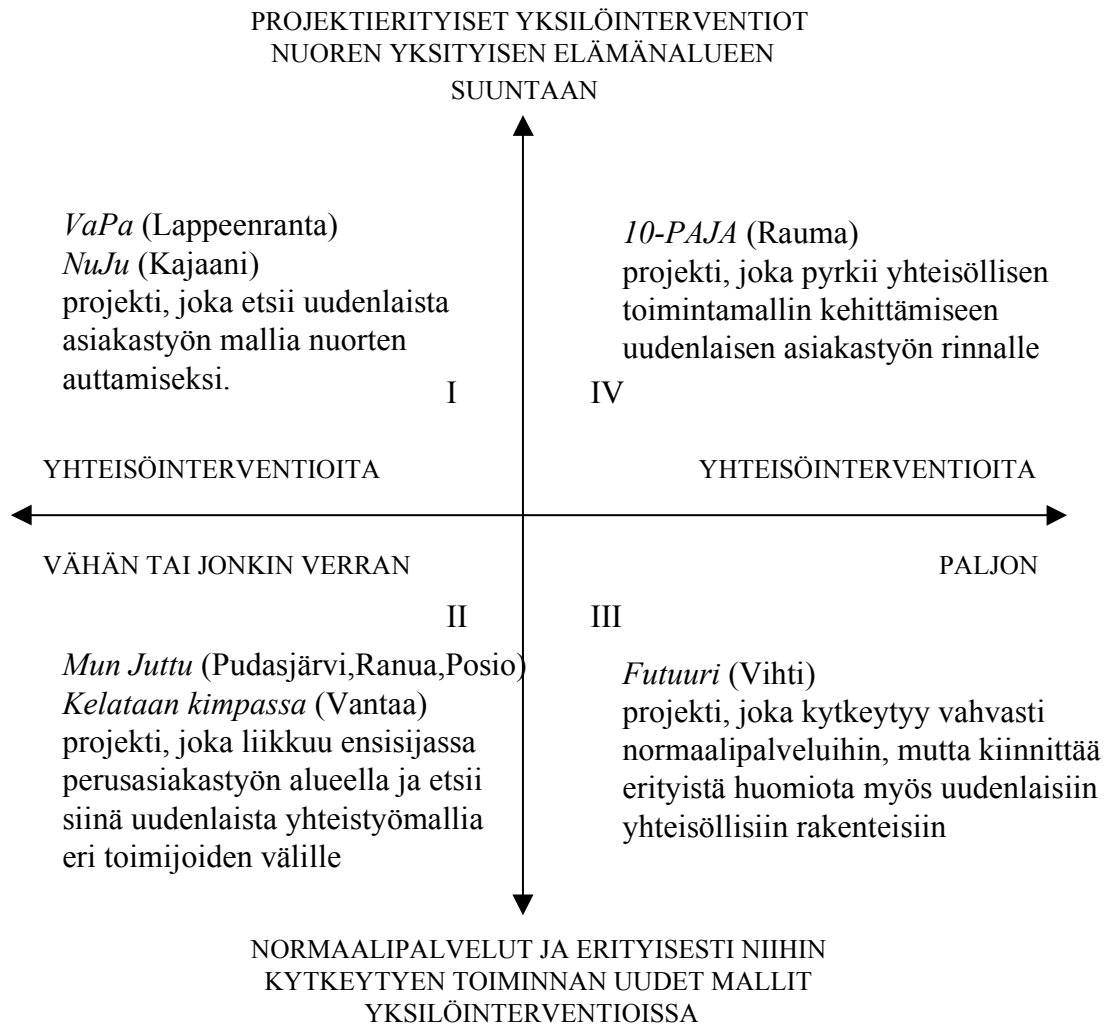 PROJEKTIERITYISET YKSILÖINTERVENTIOT
NUOREN YKSITYISEN ELÄMÄNALUEEN
SUUNTAAN
VaPa (Lappeenranta)
NuJu (Kajaani)
projekti, joka etsii uudenlaista
asiakastyön mallia nuorten
auttamiseksi.
I
10-PAJA (Rauma)
projekti, joka pyrkii yhteisöllisen
toimintamallin kehittämiseen
uudenlaisen asiakastyön rinnalle
IV
YHTEISÖINTERVENTIOITA
YHTEISÖINTERVENTIOITA
VÄHÄN TAI JONKIN VERRAN
PALJON
II
Mun Juttu (Pudasjärvi,Ranua,Posio)
Kelataan kimpassa (Vantaa)
projekti, joka liikkuu ensisijassa
perusasiakastyön alueella ja etsii
siinä uudenlaista yhteistyömallia
eri toimijoiden välille
III
Futuuri (Vihti)
projekti, joka kytkeytyy vahvasti
normaalipalveluihin, mutta kiinnittää
erityistä huomiota myös uudenlaisiin
yhteisöllisiin rakenteisiin
NORMAALIPALVELUT JA ERITYISESTI NIIHIN
KYTKEYTYEN TOIMINNAN UUDET MALLIT
YKSILÖINTERVENTIOISSA